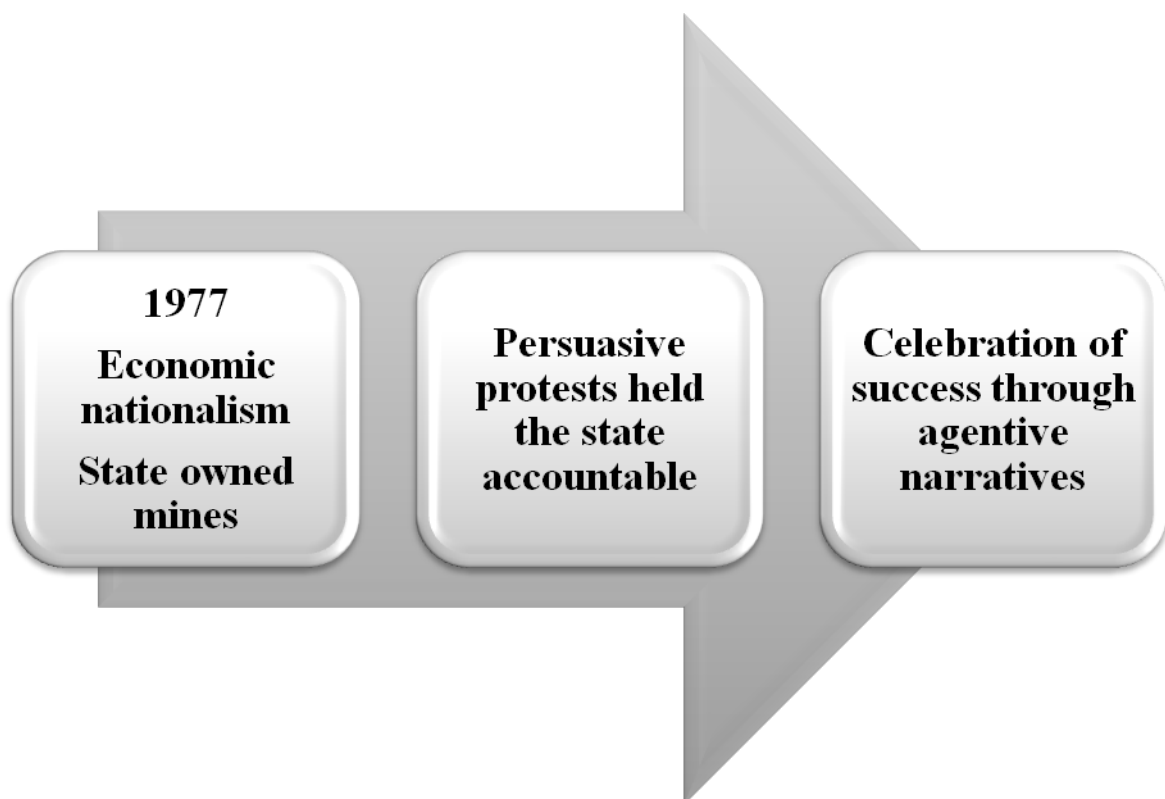 1977
Economic
nationalism
State owned
mines
Persuasive
protests held
the state
accountable
Celebration of
success through
agentive
narratives